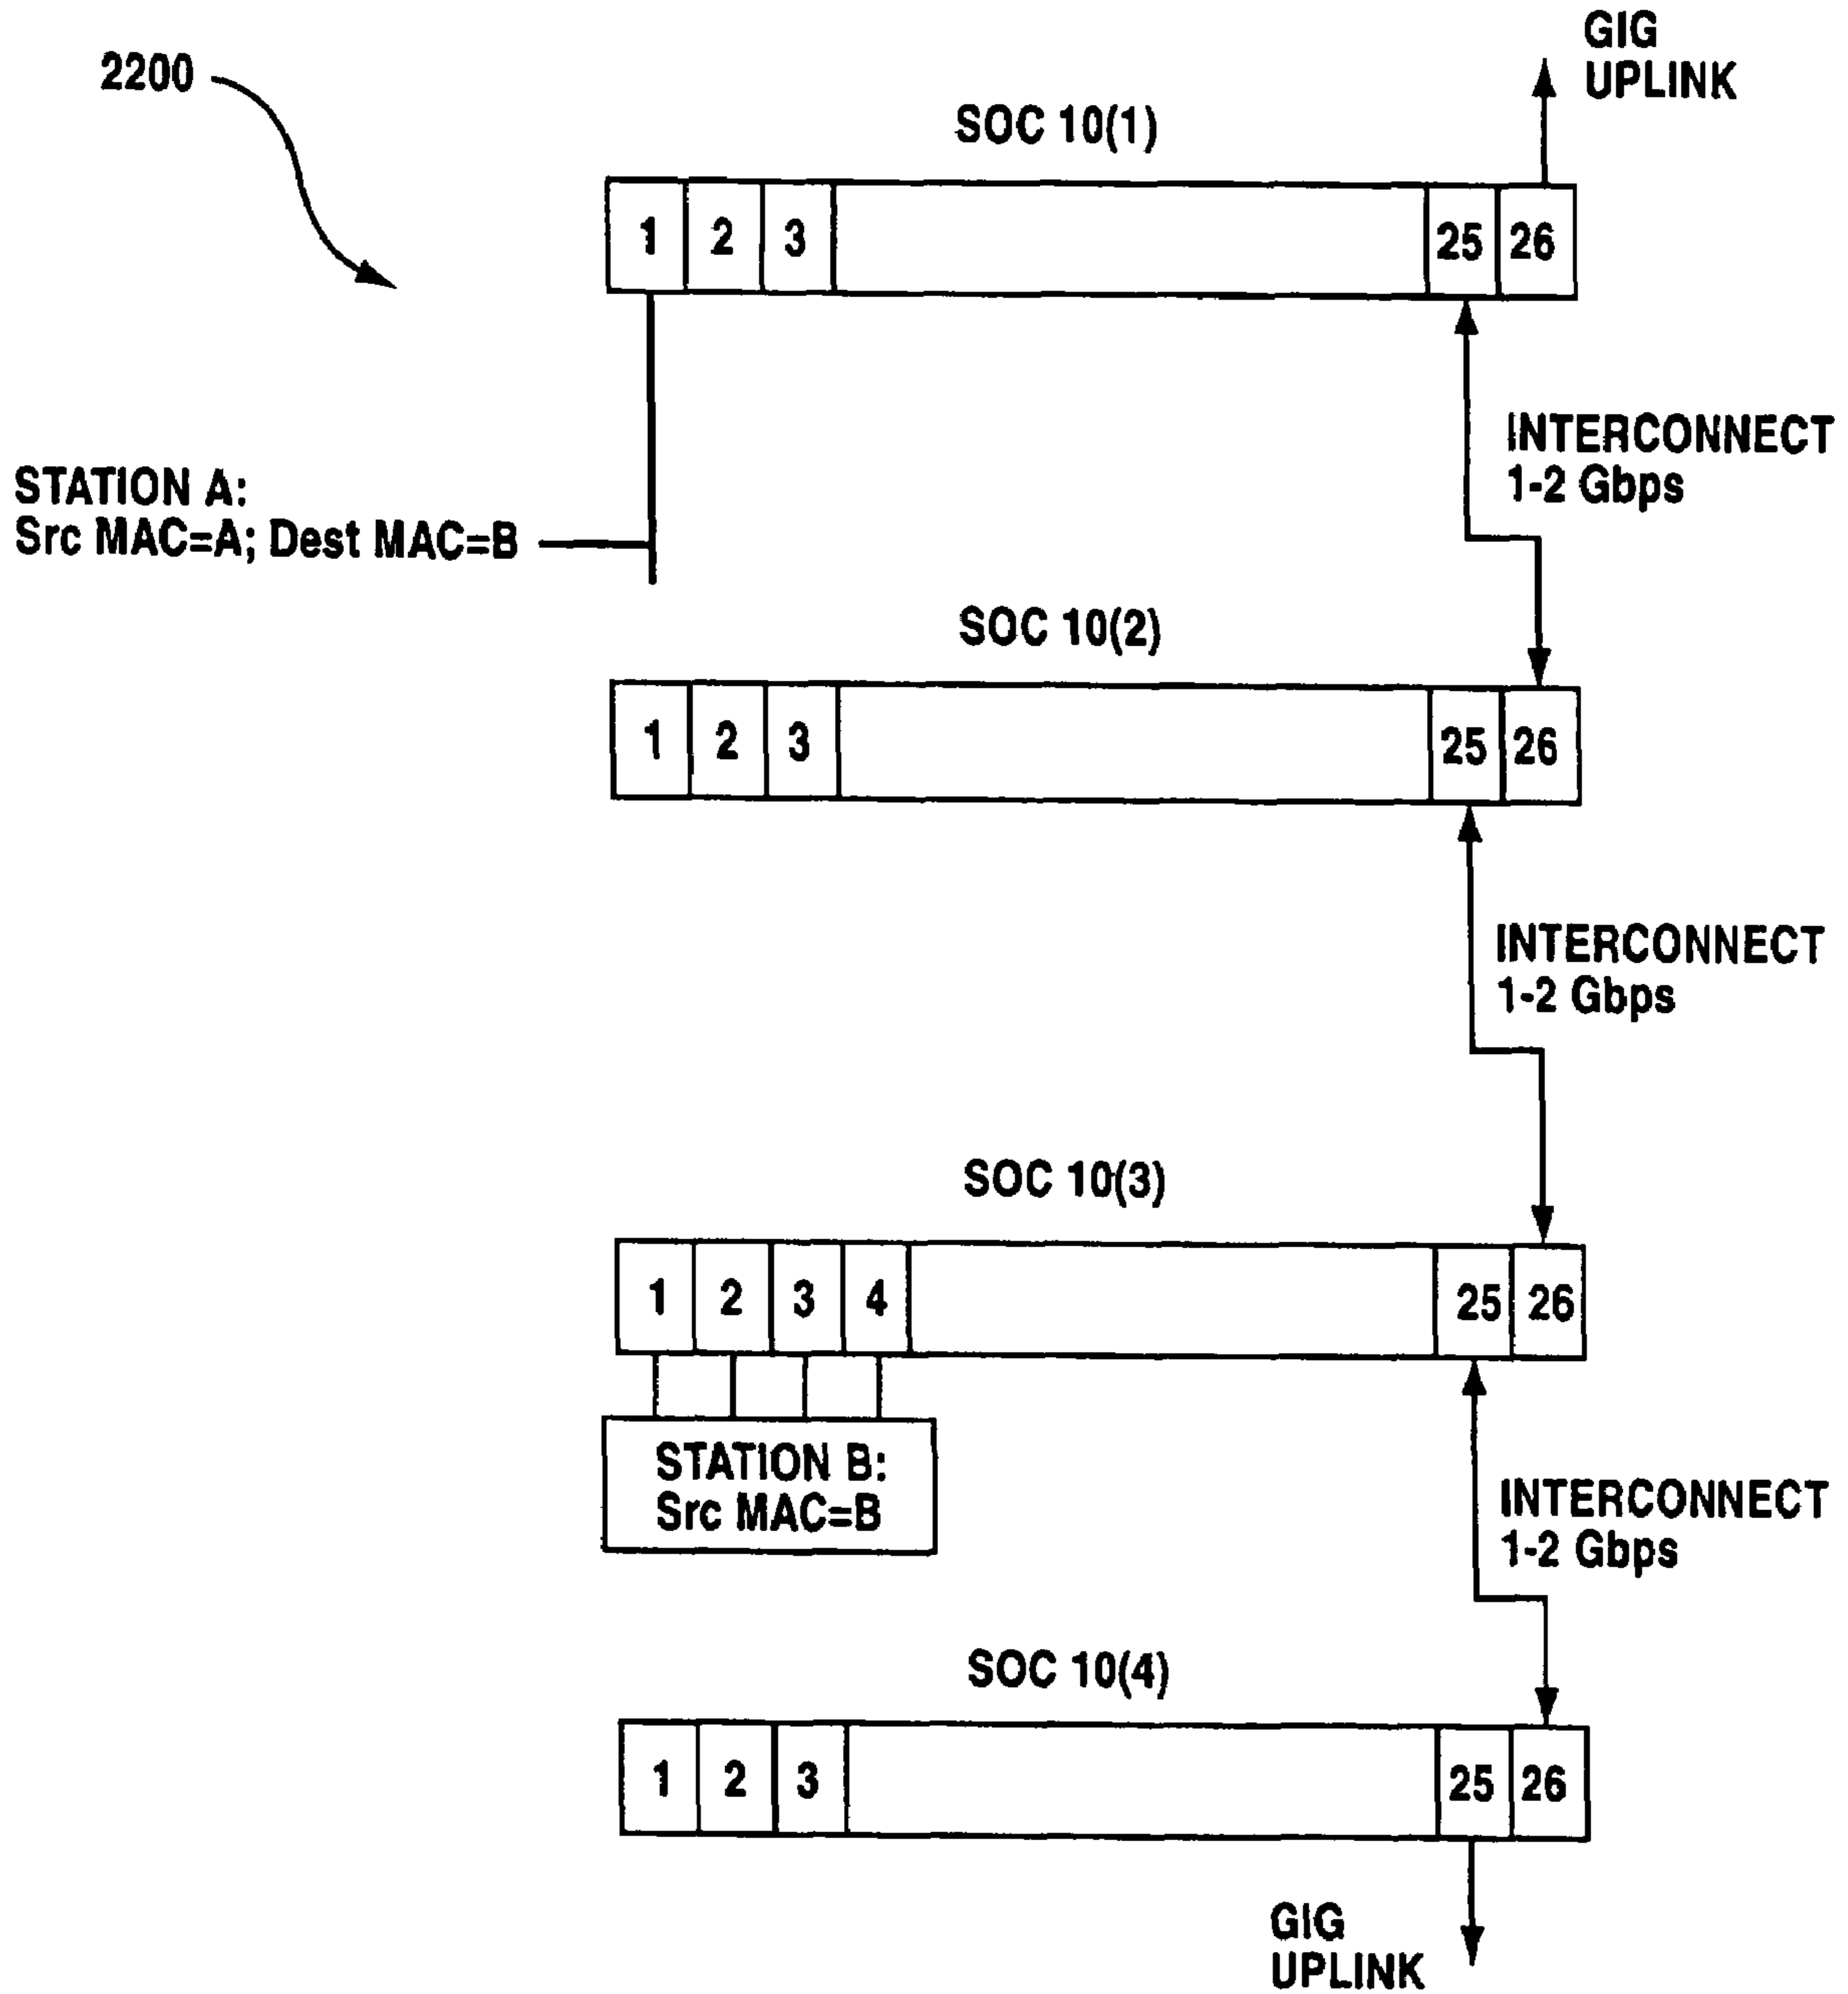 2200
GIG
UPLINK
SOC 10(1)
1 2 3 25 26
INTERCONNECT
1-2 Gbps
STATION A:
Src MAC=A; Dest MAC=B
SOC 10(2)
1 2 3 25 26
INTERCONNECT
1-2 Gbps
SOC 10(3)
1 2 3 4 25 26
STATION B:
Src MAC=B
INTERCONNECT
1-2 Gbps
SOC 10(4)
1 2 3 25 26
GIG
UPLINK